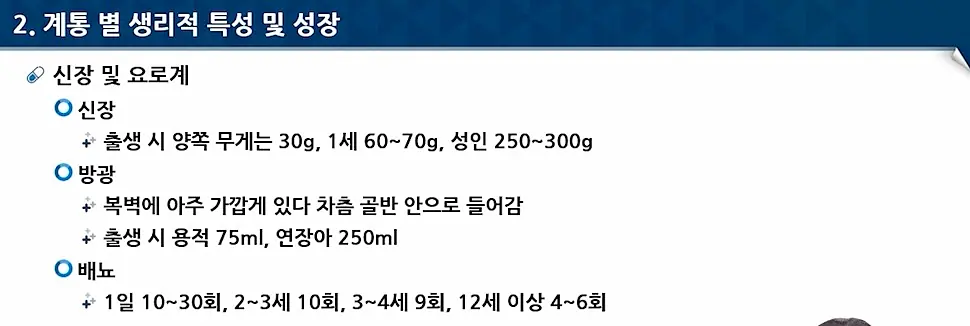 2. 계통 별 생리적 특성 및 성장
신장 및 요로계
신장
출생 시 양쪽 무게는 30g, 1세 60~70g, 성인 250~300g
방광
복벽에 아주 가깝게 있다 차츰 골반 안으로 들어감
출생 시 용적 75ml, 연장아 250ml
배뇨
1일 10~30회, 2~3세 10회, 3~4세 9회, 12세 이상 4~6회